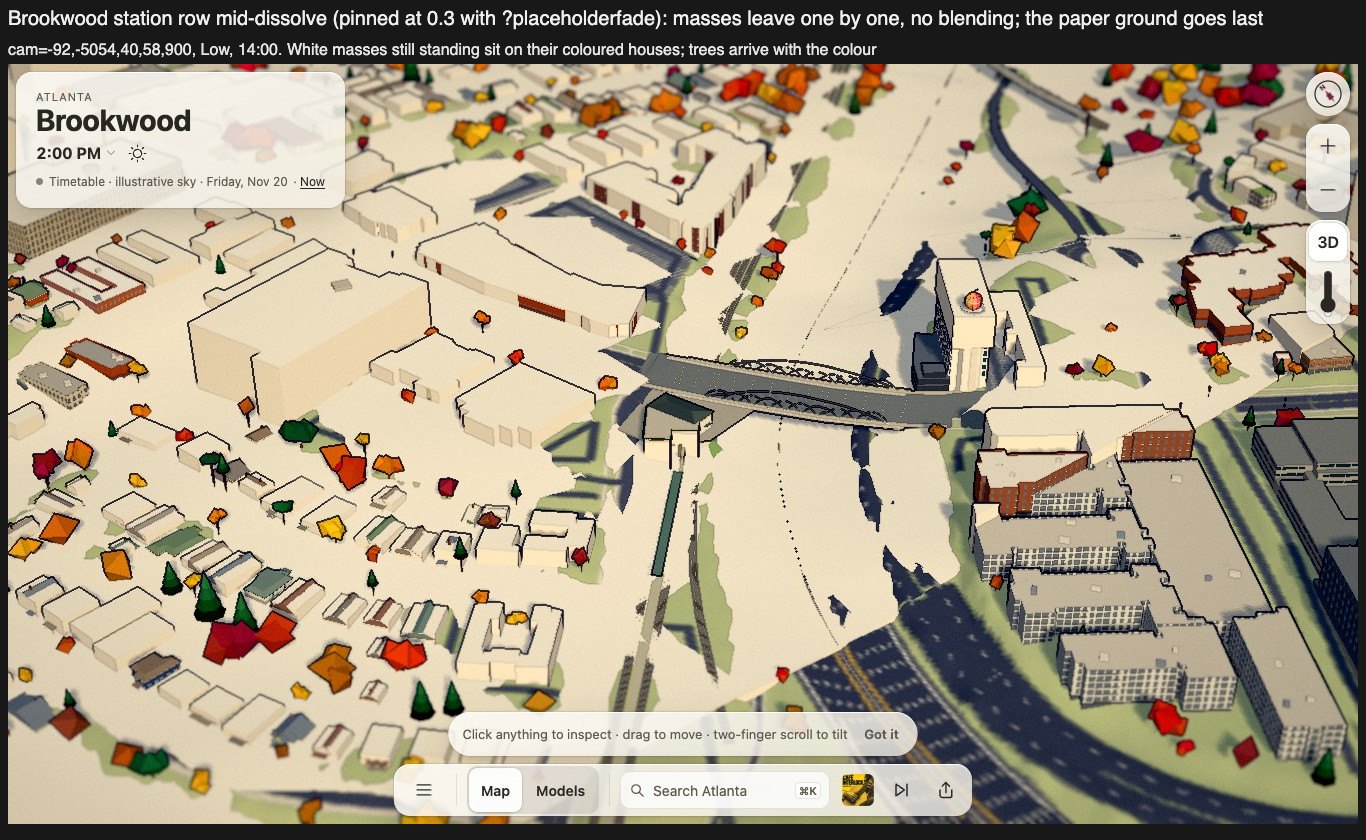 Brookwood station row mid-dissolve (pinned at 0.3 with ?placeholderfade): masses leave one by one, no blending; the paper ground goes last
cam=-92,-5054,40,58,900, Low, 14:00. White masses still standing sit on their coloured houses; trees arrive with the colour
ATLANTA
Brookwood
2:00 PM
Timetable · illustrative sky · Friday, Nov 20 · Now
3D
Click anything to inspect · drag to move · two-finger scroll to tilt Got it
Map Models Search Atlanta ⌘K